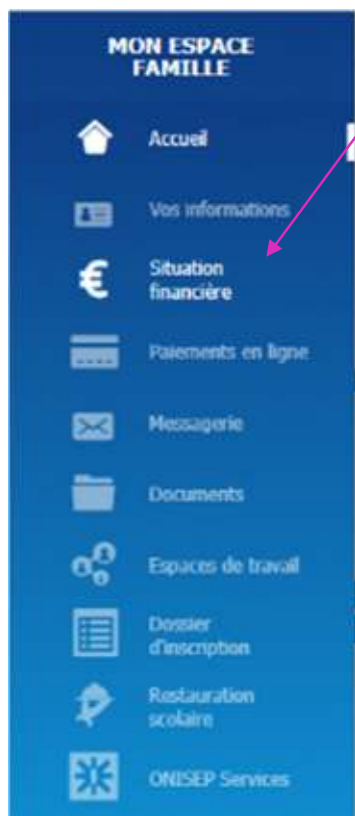 MON ESPACE
FAMILLE
Accueil
Vos informations
€ Situation
financière
Paiements en ligne
Messagerie
Documents
Espaces de travail
Dossier
d'inscription
Restauration
scolaire
ONISEP Services